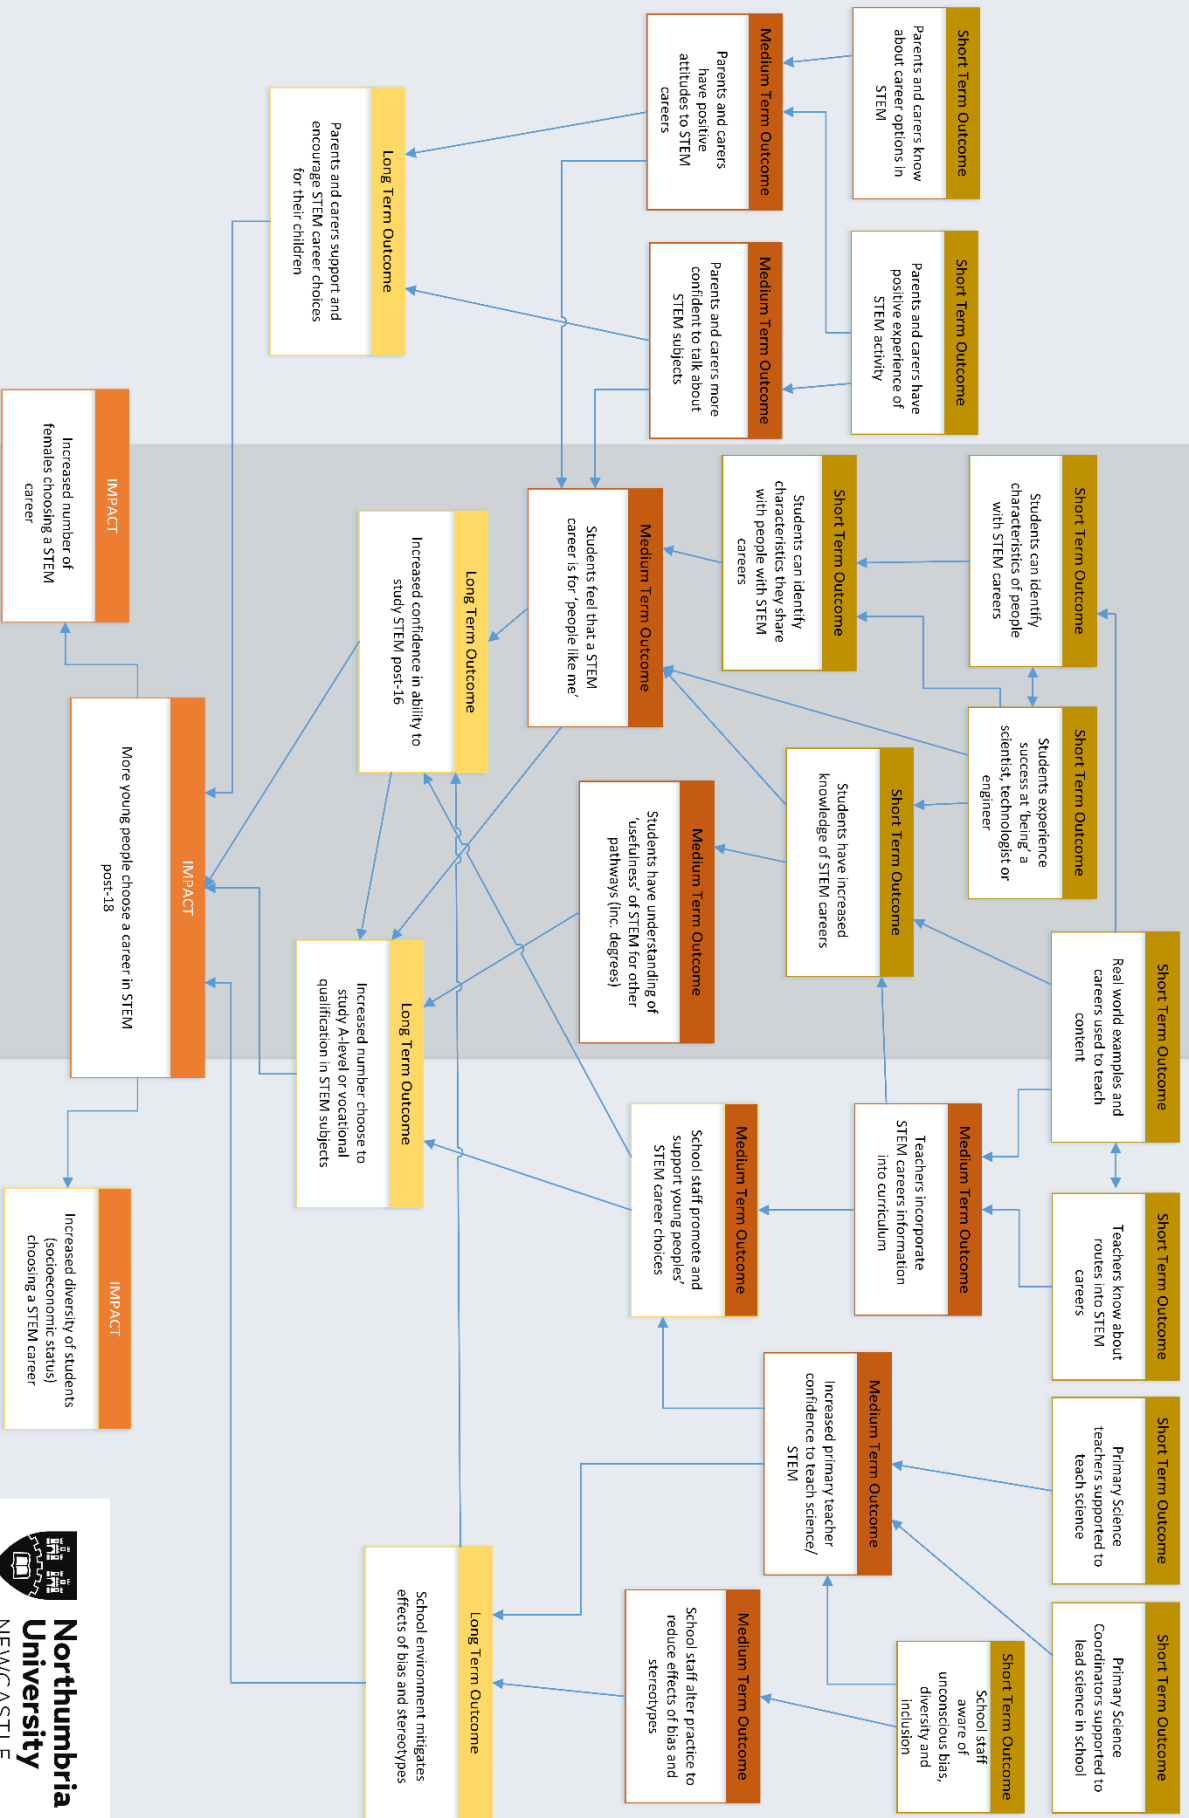 Short Term Outcome
Parents and carers know
about career options in
STEM
Short Term Outcome
Parents and carers have
positive experience of
STEM activity
Medium Term Outcome
Parents and carers
have positive
attitudes to STEM
careers
Medium Term Outcome
Parents and carers more
confident to talk about
STEM subjects
Long Term Outcome
Parents and carers support and
encourage STEM career choices
for their children
Short Term Outcome
Students can identify
characteristics of people
with STEM careers
Short Term Outcome
Students experience
success at ‘being’ a
scientist, technologist or
engineer
Short Term Outcome
Real world examples and
careers used to teach
content
Short Term Outcome
Students can identify
characteristics they share
with people with STEM
careers
Short Term Outcome
Students have increased
knowledge of STEM careers
Medium Term Outcome
Students feel that a STEM
career is for ‘people like me’
Medium Term Outcome
Students have understanding of
‘usefulness’ of STEM for other
pathways (inc. degrees)
Long Term Outcome
Increased confidence in ability to
study STEM post-16
Long Term Outcome
Increased number choose to
study A-level or vocational
qualification in STEM subjects
Short Term Outcome
Teachers know about
routes into STEM
careers
Short Term Outcome
Primary Science
teachers supported to
teach science
Short Term Outcome
Primary Science
Coordinators supported to
lead science in school
Medium Term Outcome
Teachers incorporate
STEM careers information
into curriculum
Short Term Outcome
School staff
aware of
unconscious bias,
diversity and
inclusion
Medium Term Outcome
Increased primary teacher
confidence to teach science/
STEM
Medium Term Outcome
School staff promote and
support young peoples’
STEM career choices
Medium Term Outcome
School staff alter practice to
reduce effects of bias and
stereotypes
Long Term Outcome
School environment mitigates
effects of bias and stereotypes
IMPACT
More young people choose a career in STEM
post-18
IMPACT
Increased number of
females choosing a STEM
career
IMPACT
Increased diversity of students
(socioeconomic status)
choosing a STEM career
Northumbria
University
NEWCASTLE